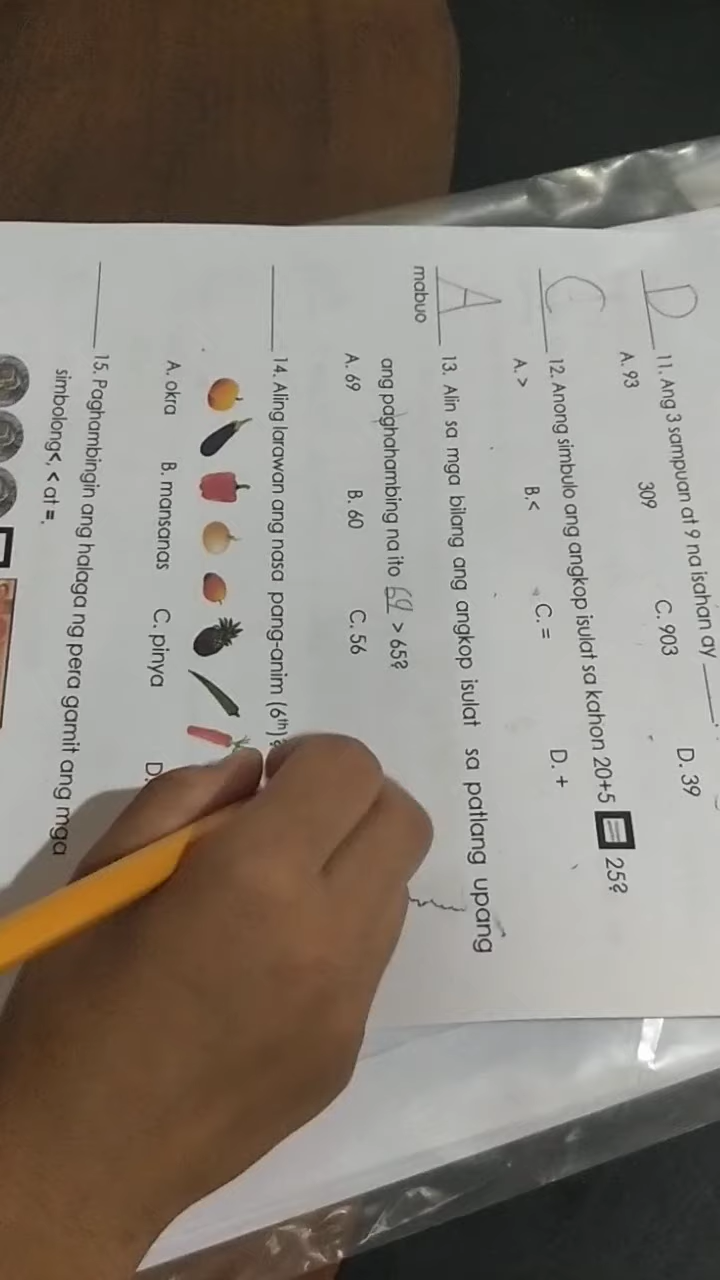 D 11. Ang 3 sampuan at 9 na isahan ay _____.
A. 93 309 C. 903 D. 39
C 12. Anong simbulo ang angkop isulat sa kahon 20+5 = 25?
A. > B.< C. = D. +
A 13. Alin sa mga bilang ang angkop isulat sa patlang upang
mabuo
ang paghahambing na ito 69 > 65?
A. 69 B. 60 C. 56
_____ 14. Aling larawan ang nasa pang-anim (6th)?
A. okra B. mansanas C. pinya D.
_____ 15. Paghambingin ang halaga ng pera gamit ang mga
simbolong<, < at =.